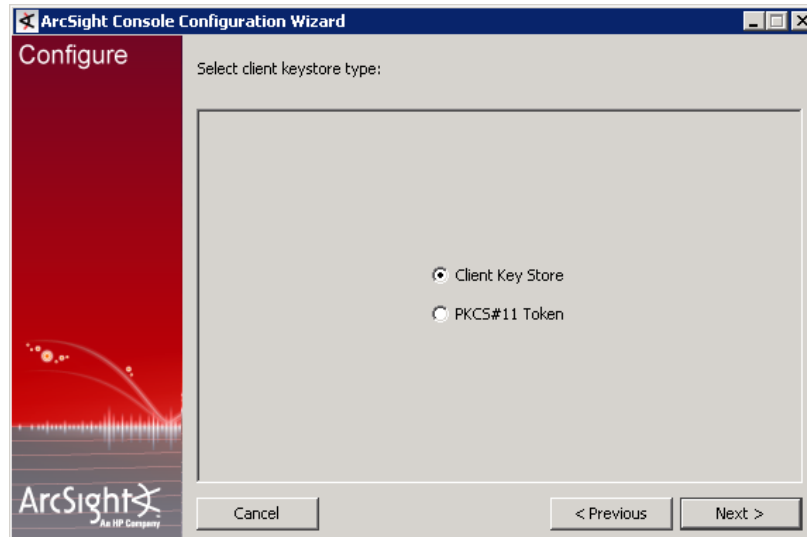 ArcSight Console Configuration Wizard
Configure
Select client keystore type:
Client Key Store
PKCS#11 Token
ArcSight
An HP Company
Cancel
< Previous
Next >